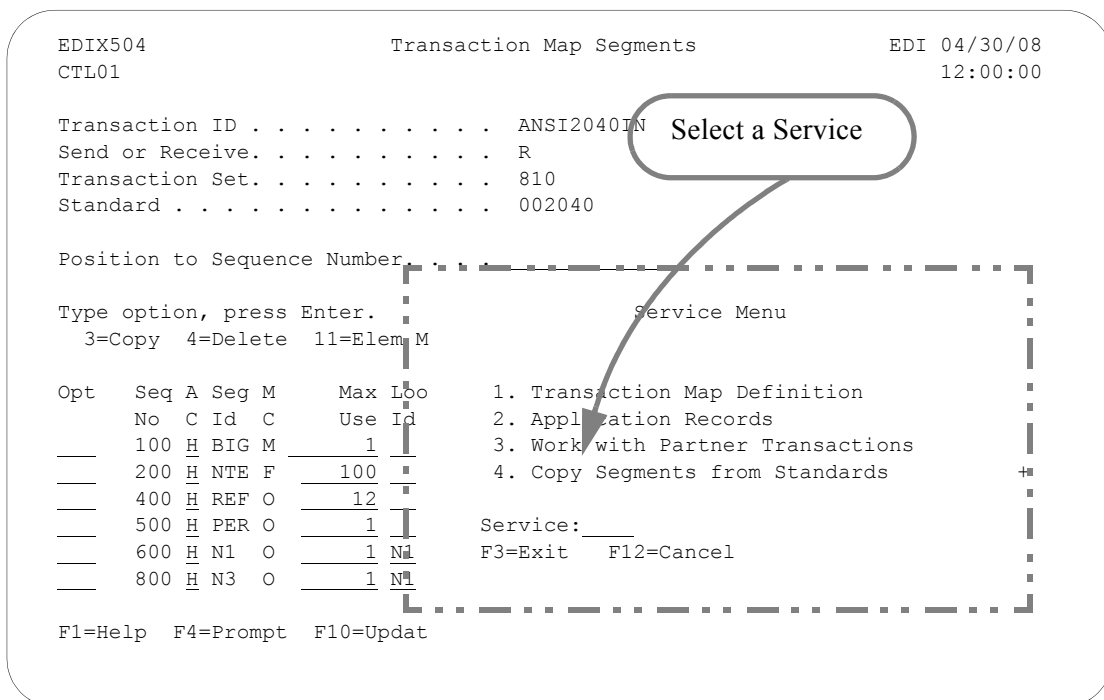 EDIX504 Transaction Map Segments EDI 04/30/08
CTL01 12:00:00
Transaction ID . . . . . . . . . . ANSI2040IN
Select a Service
Send or Receive. . . . . . . . . . R
Transaction Set. . . . . . . . . . 810
Standard . . . . . . . . . . . . . 002040
Position to Sequence Number. . . .
Type option, press Enter. Service Menu
3=Copy 4=Delete 11=Elem M
Opt Seq A Seg M Max Loo 1. Transaction Map Definition
No C Id C Use Id 2. Application Records
100 H BIG M 1 3. Work with Partner Transactions
200 H NTE F 100 4. Copy Segments from Standards +
400 H REF O 12
500 H PER O 1 Service:
600 H N1 O 1 N1 F3=Exit F12=Cancel
800 H N3 O 1 N1
F1=Help F4=Prompt F10=Updat